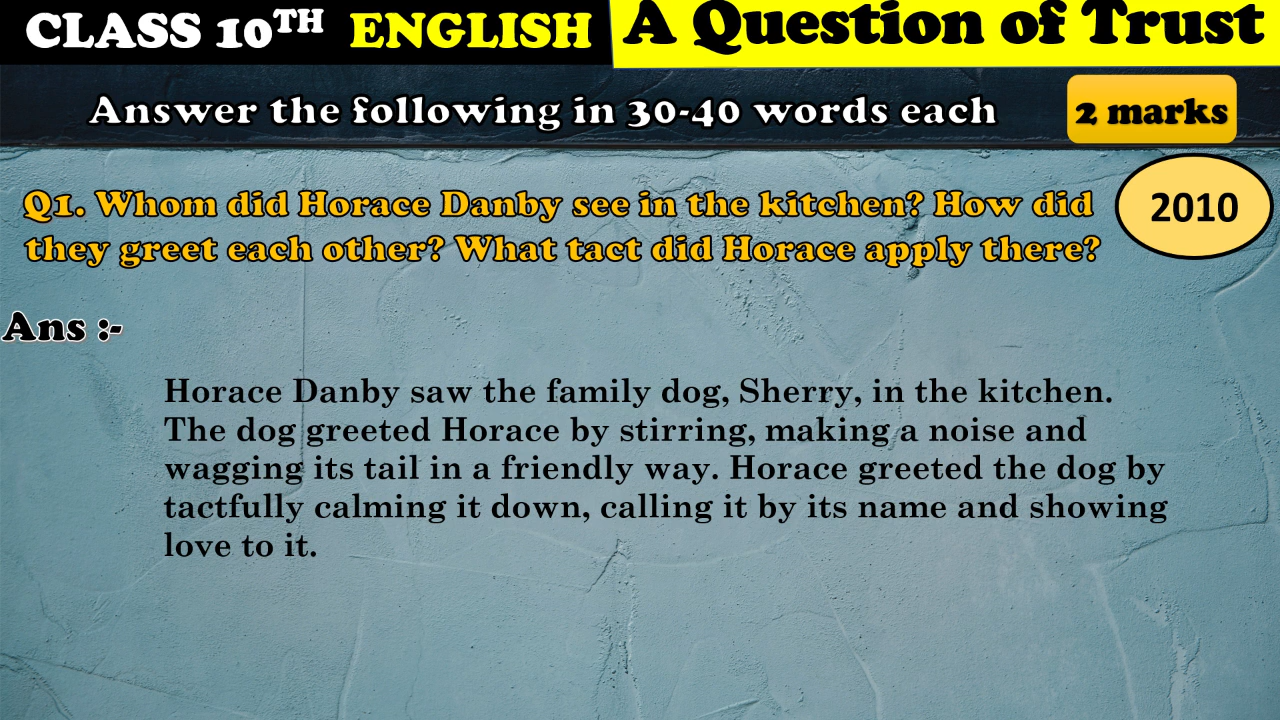 CLASS 10TH ENGLISH A Question of Trust
Answer the following in 30-40 words each 2 marks
Q1. Whom did Horace Danby see in the kitchen? How did
they greet each other? What tact did Horace apply there?
2010
Ans :-
Horace Danby saw the family dog, Sherry, in the kitchen.
The dog greeted Horace by stirring, making a noise and
wagging its tail in a friendly way. Horace greeted the dog by
tactfully calming it down, calling it by its name and showing
love to it.